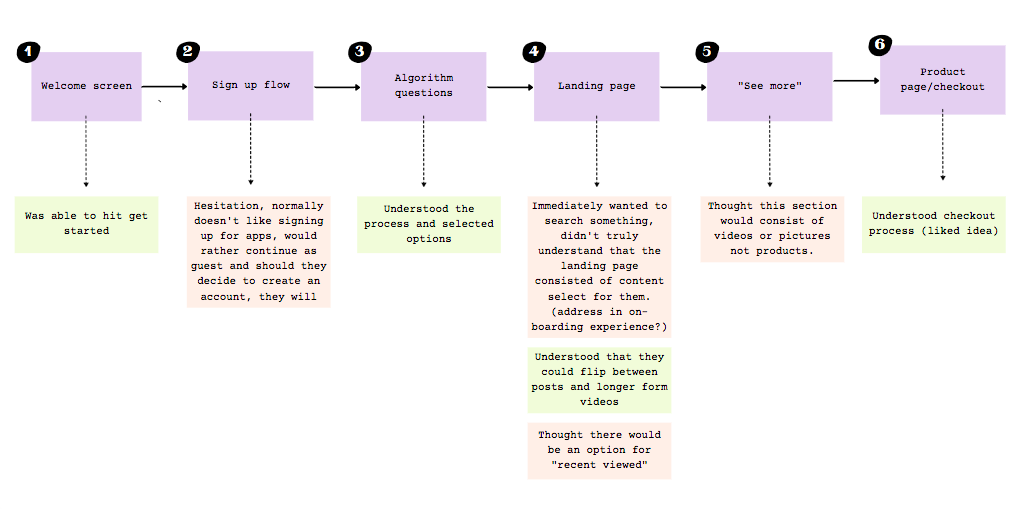 1
Welcome screen
2
Sign up flow
3
Algorithm
questions
4
Landing page
5
"See more"
6
Product
page/checkout
Was able to hit get
started
Hesitation, normally
doesn't like signing
up for apps, would
rather continue as
guest and should they
decide to create an
account, they will
Understood the
process and selected
options
Immediately wanted to
search something,
didn't truly
understand that the
landing page
consisted of content
select for them.
(address in on-
boarding experience?)
Understood that they
could flip between
posts and longer form
videos
Thought there would
be an option for
"recent viewed"
Thought this section
would consist of
videos or pictures
not products.
Understood checkout
process (liked idea)